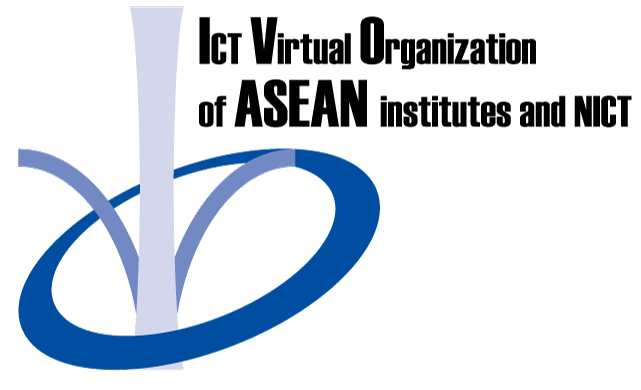 ICT Virtual Organization
of ASEAN institutes and NICT